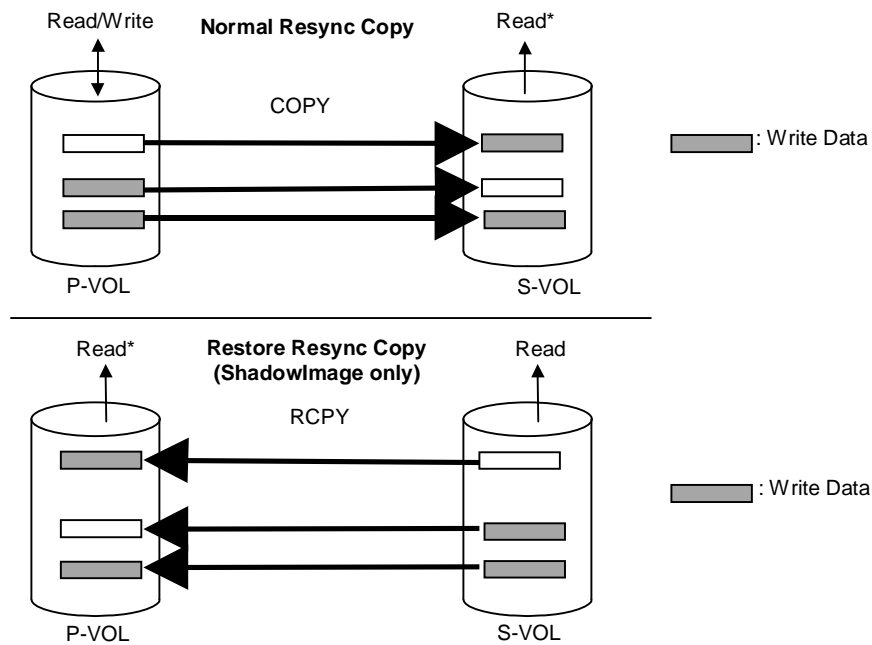 Read/Write
Normal Resync Copy
Read*
COPY
: Write Data
P-VOL
S-VOL
Read*
Restore Resync Copy
(ShadowImage only)
Read
RCPY
: Write Data
P-VOL
S-VOL